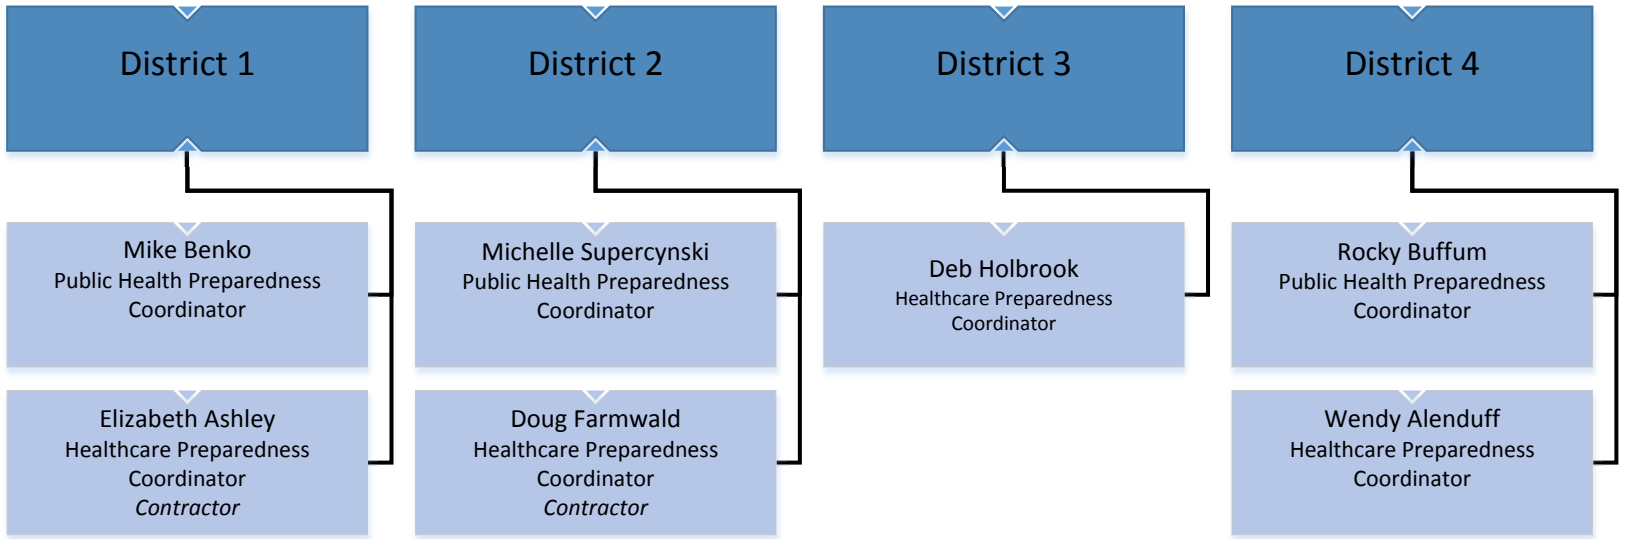 District 1
District 2
District 3
District 4
Mike Benko
Public Health Preparedness
Coordinator
Michelle Supercynski
Public Health Preparedness
Coordinator
Deb Holbrook
Healthcare Preparedness
Coordinator
Rocky Buffum
Public Health Preparedness
Coordinator
Elizabeth Ashley
Healthcare Preparedness
Coordinator
Contractor
Doug Farmwald
Healthcare Preparedness
Coordinator
Contractor
Wendy Alenduff
Healthcare Preparedness
Coordinator